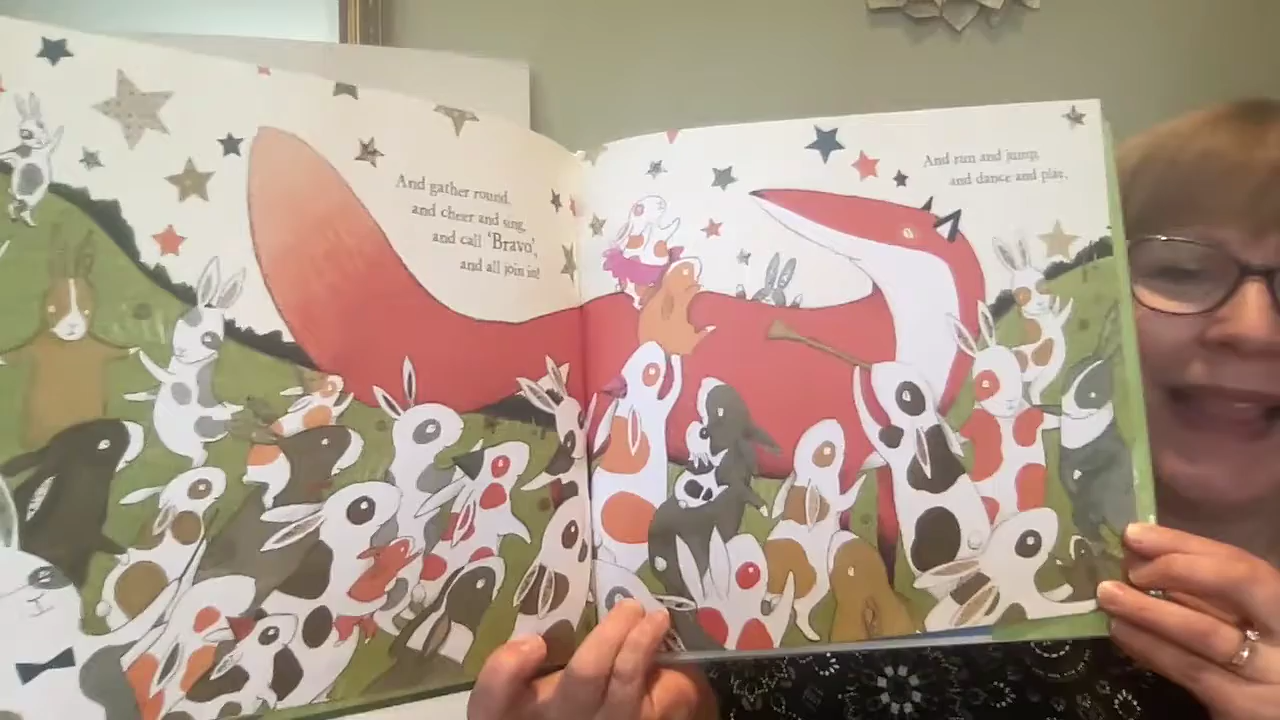 And gather round,
and cheer and sing,
and call 'Bravo',
and all join in!
And run and jump,
and dance and play,